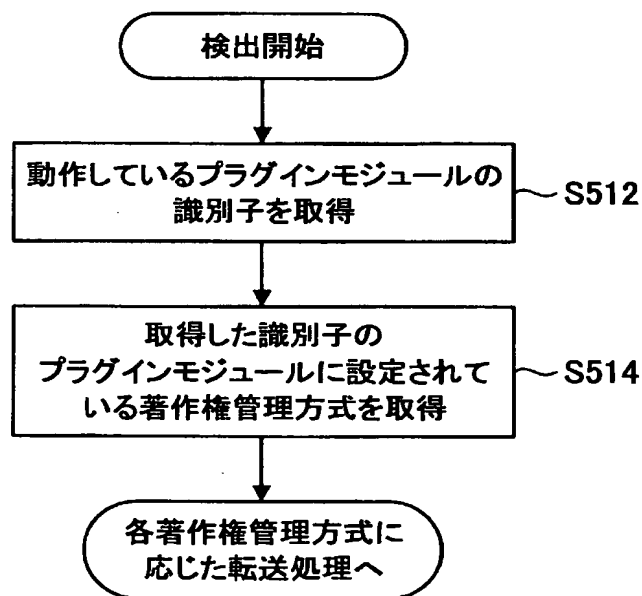 検出開始
動作しているプラグインモジュールの
識別子を取得
S512
取得した識別子の
プラグインモジュールに設定されて
いる著作権管理方式を取得
S514
各著作権管理方式に
応じた転送処理へ